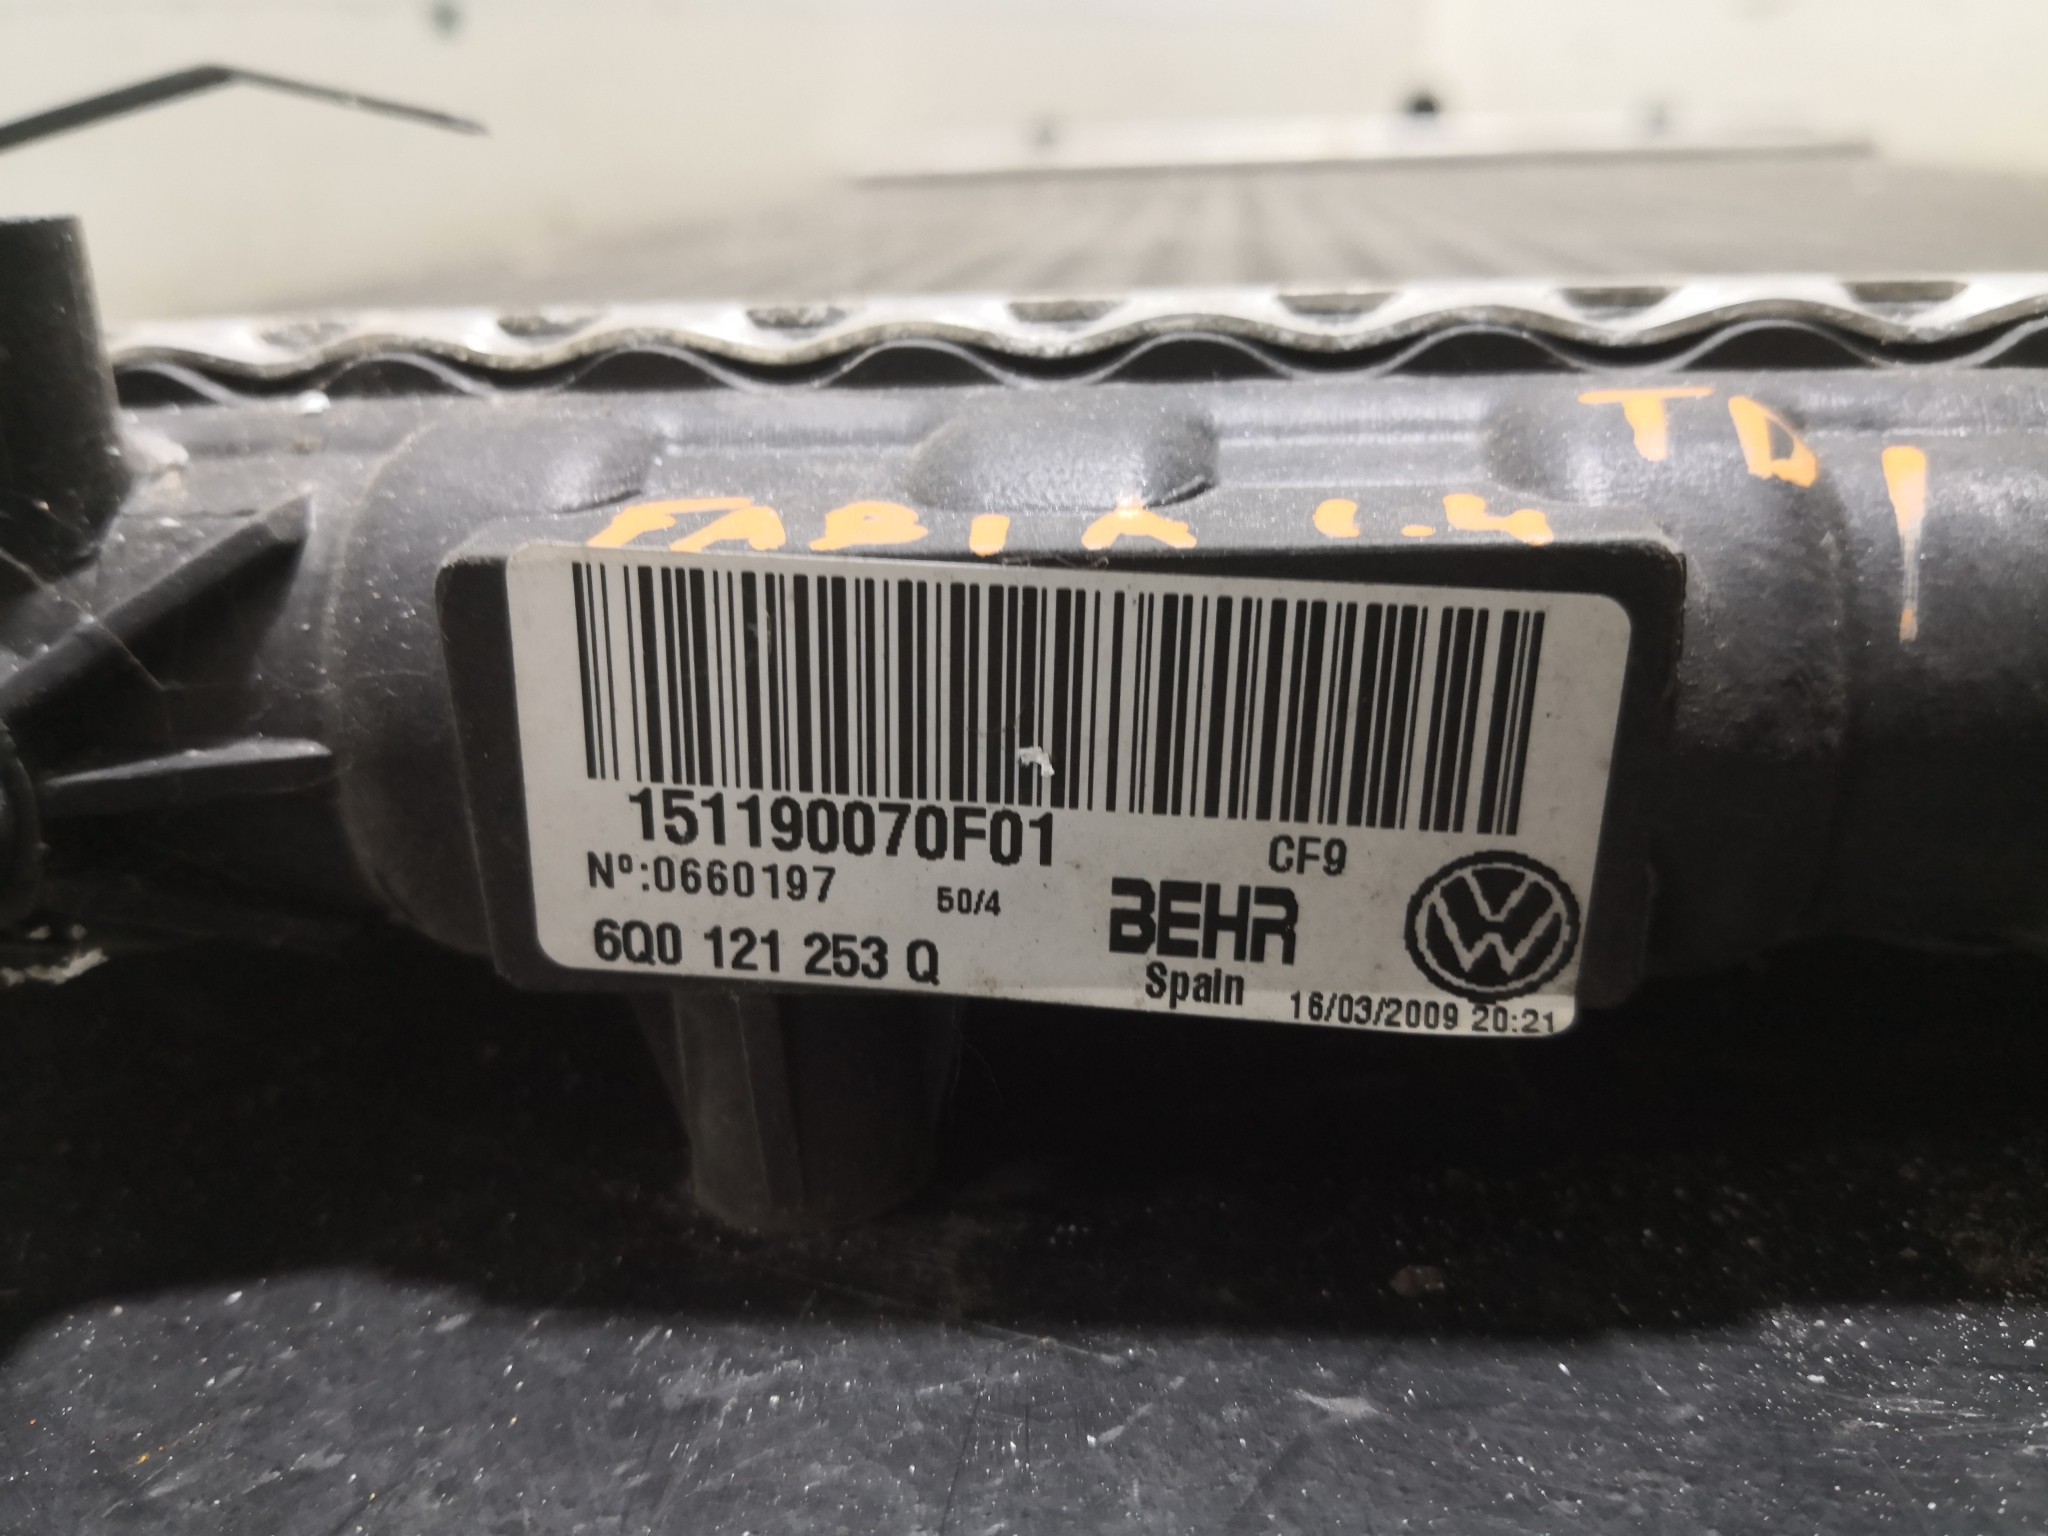 FABIA 1.4 TDI
151190070F01
CF9
Nº:0660197 50/4
BEHR
6Q0 121 253 Q
Spain
16/03/2009 20:21